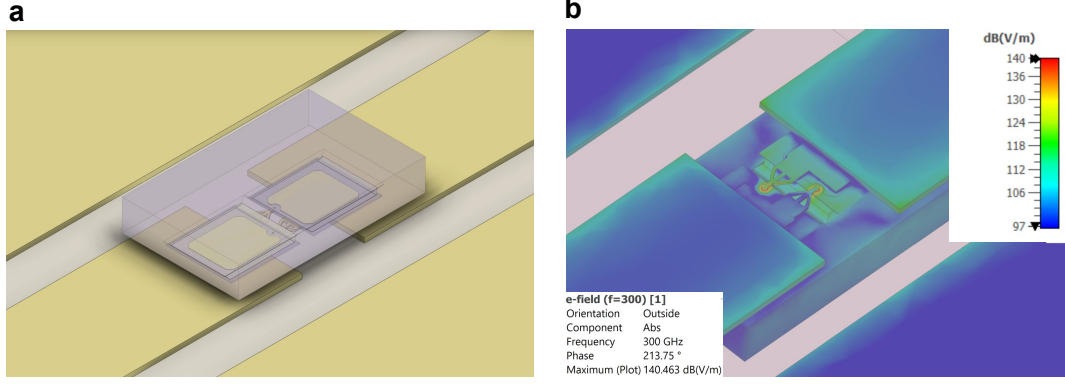 a
b
dB(V/m)
140
136
130
124
118
112
106
97
e-field (f=300) [1]
Orientation Outside
Component Abs
Frequency 300 GHz
Phase 213.75 °
Maximum (Plot) 140.463 dB(V/m)